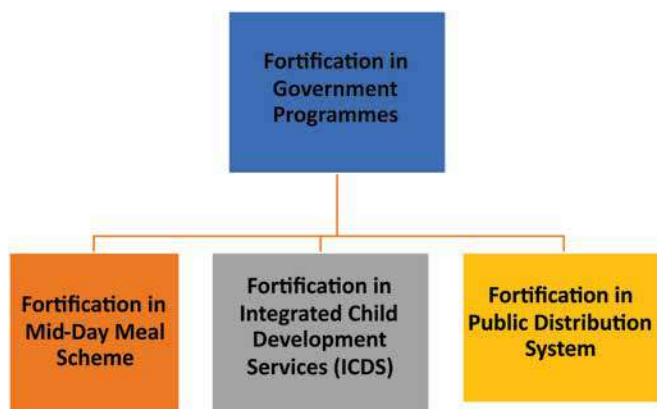 Fortification in
Government
Programmes
Fortification in
Mid-Day Meal
Scheme
Fortification in
Integrated Child
Development
Services (ICDS)
Fortification in
Public Distribution
System